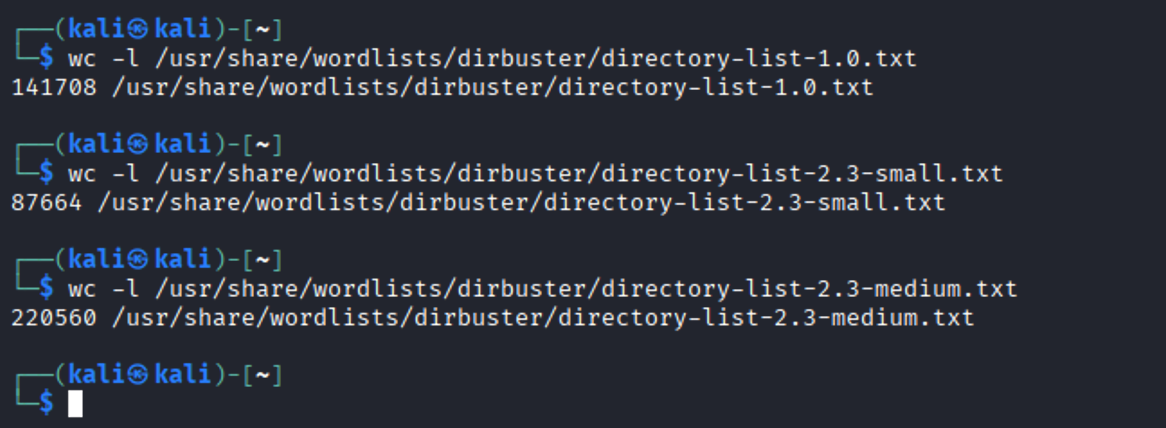 ┌──(kali㉿kali)-[~]
└─$ wc -l /usr/share/wordlists/dirbuster/directory-list-1.0.txt
141708 /usr/share/wordlists/dirbuster/directory-list-1.0.txt
┌──(kali㉿kali)-[~]
└─$ wc -l /usr/share/wordlists/dirbuster/directory-list-2.3-small.txt
87664 /usr/share/wordlists/dirbuster/directory-list-2.3-small.txt
┌──(kali㉿kali)-[~]
└─$ wc -l /usr/share/wordlists/dirbuster/directory-list-2.3-medium.txt
220560 /usr/share/wordlists/dirbuster/directory-list-2.3-medium.txt
┌──(kali㉿kali)-[~]
└─$